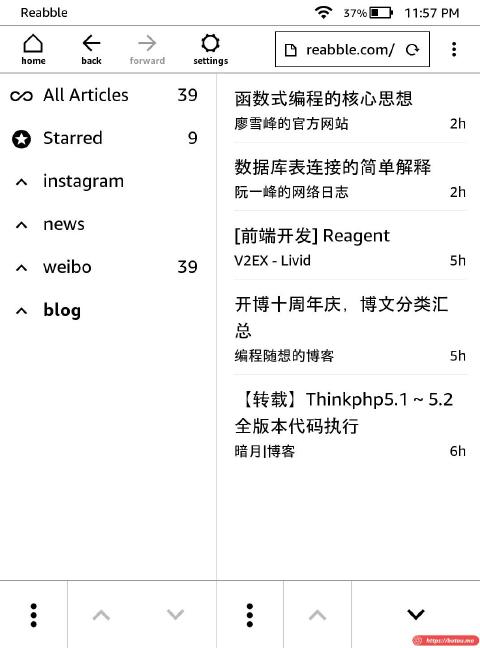 Reabble
37%
11:57 PM
home
back
forward
settings
reabble.com/
All Articles 39
Starred 9
instagram
news
weibo 39
blog
函数式编程的核心思想
廖雪峰的官方网站 2h
数据库表连接的简单解释
阮一峰的网络日志 2h
[前端开发] Reagent
V2EX - Livid 5h
开博十周年庆，博文分类汇
总
编程随想的博客 5h
【转载】Thinkphp5.1 ~ 5.2
全版本代码执行
暗月|博客 6h
https://hotou.me